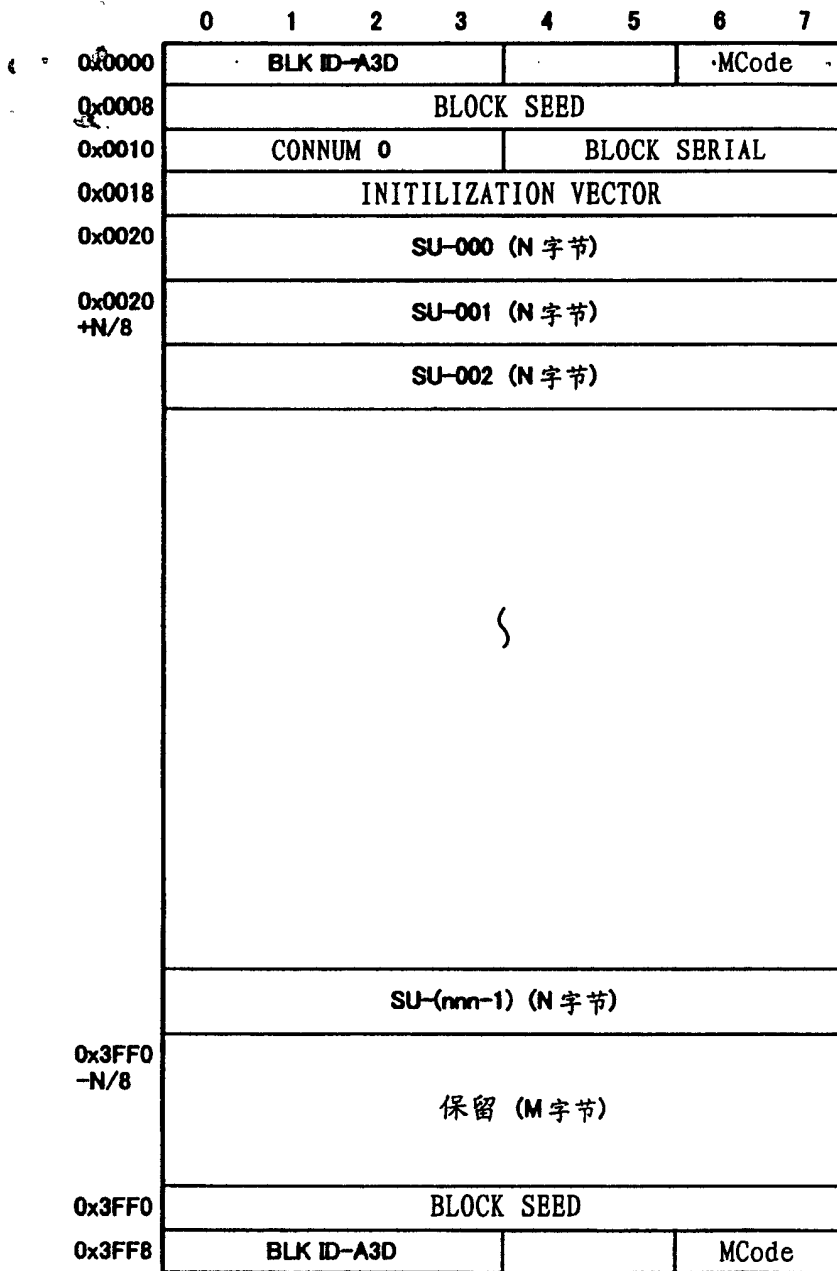 0 1 2 3 4 5 6 7
0x0000 BLK ID-A3D MCode
0x0008 BLOCK SEED
0x0010 CONNUM 0 BLOCK SERIAL
0x0018 INITILIZATION VECTOR
0x0020 SU-000 (N 字节)
0x0020
+N/8 SU-001 (N 字节)
SU-002 (N 字节)
SU-(nnn-1) (N 字节)
0x3FF0
-N/8
保留 (M 字节)
0x3FF0 BLOCK SEED
0x3FF8 BLK ID-A3D MCode